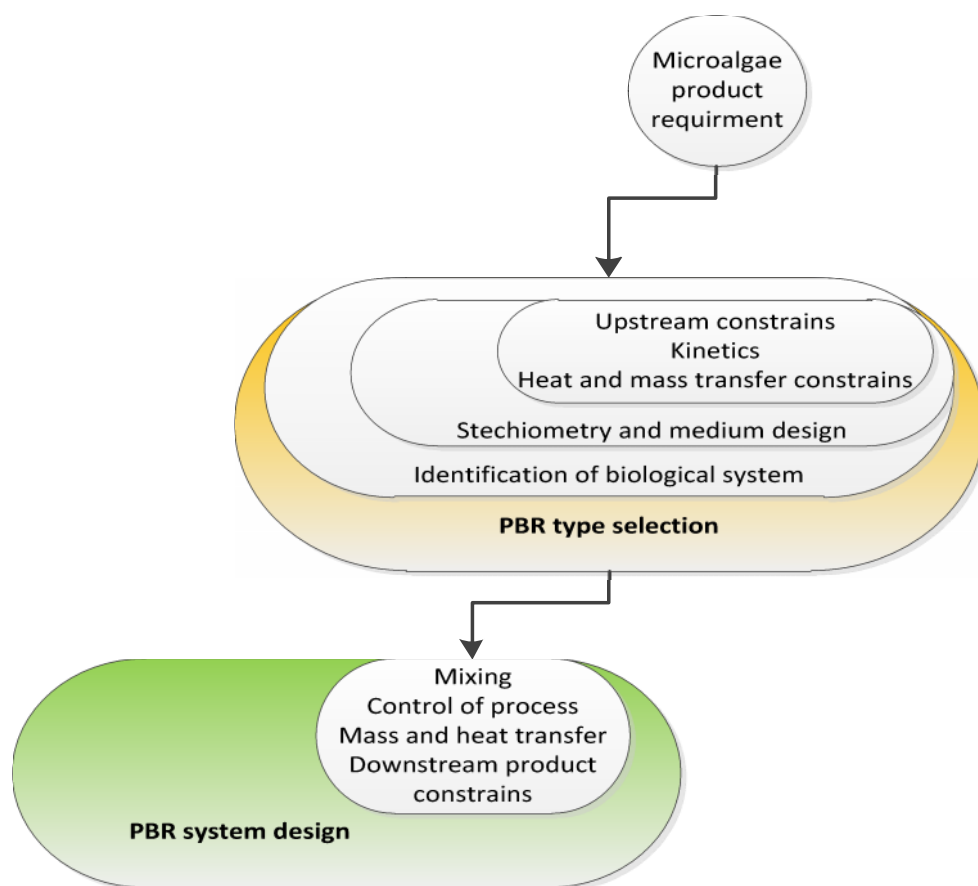 Microalgae
product
requirment
Upstream constrains
Kinetics
Heat and mass transfer constrains
Stechiometry and medium design
Identification of biological system
PBR type selection
Mixing
Control of process
Mass and heat transfer
Downstream product
constrains
PBR system design